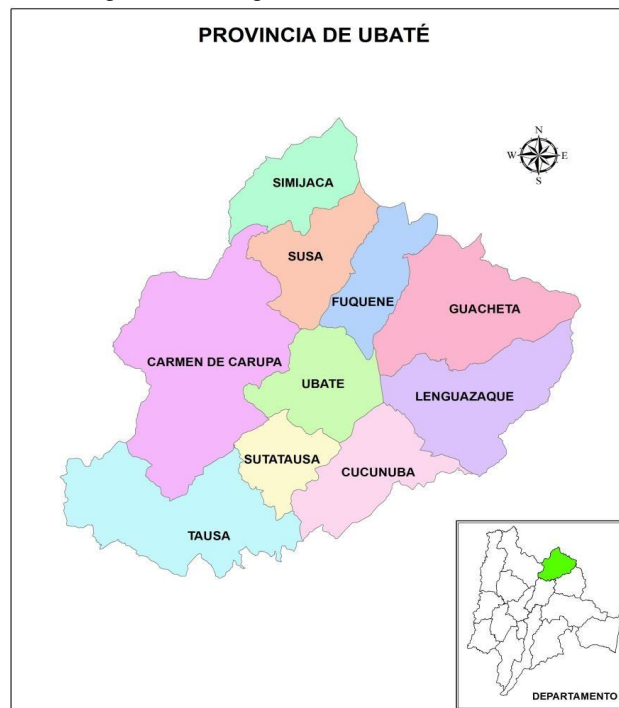 PROVINCIA DE UBATÉ
N
W E
S
SIMIJACA
SUSA
FUQUENE
GUACHETA
CARMEN DE CARUPA
UBATE
LENGUAZAQUE
SUTATAUSA
CUCUNUBA
TAUSA
DEPARTAMENTO